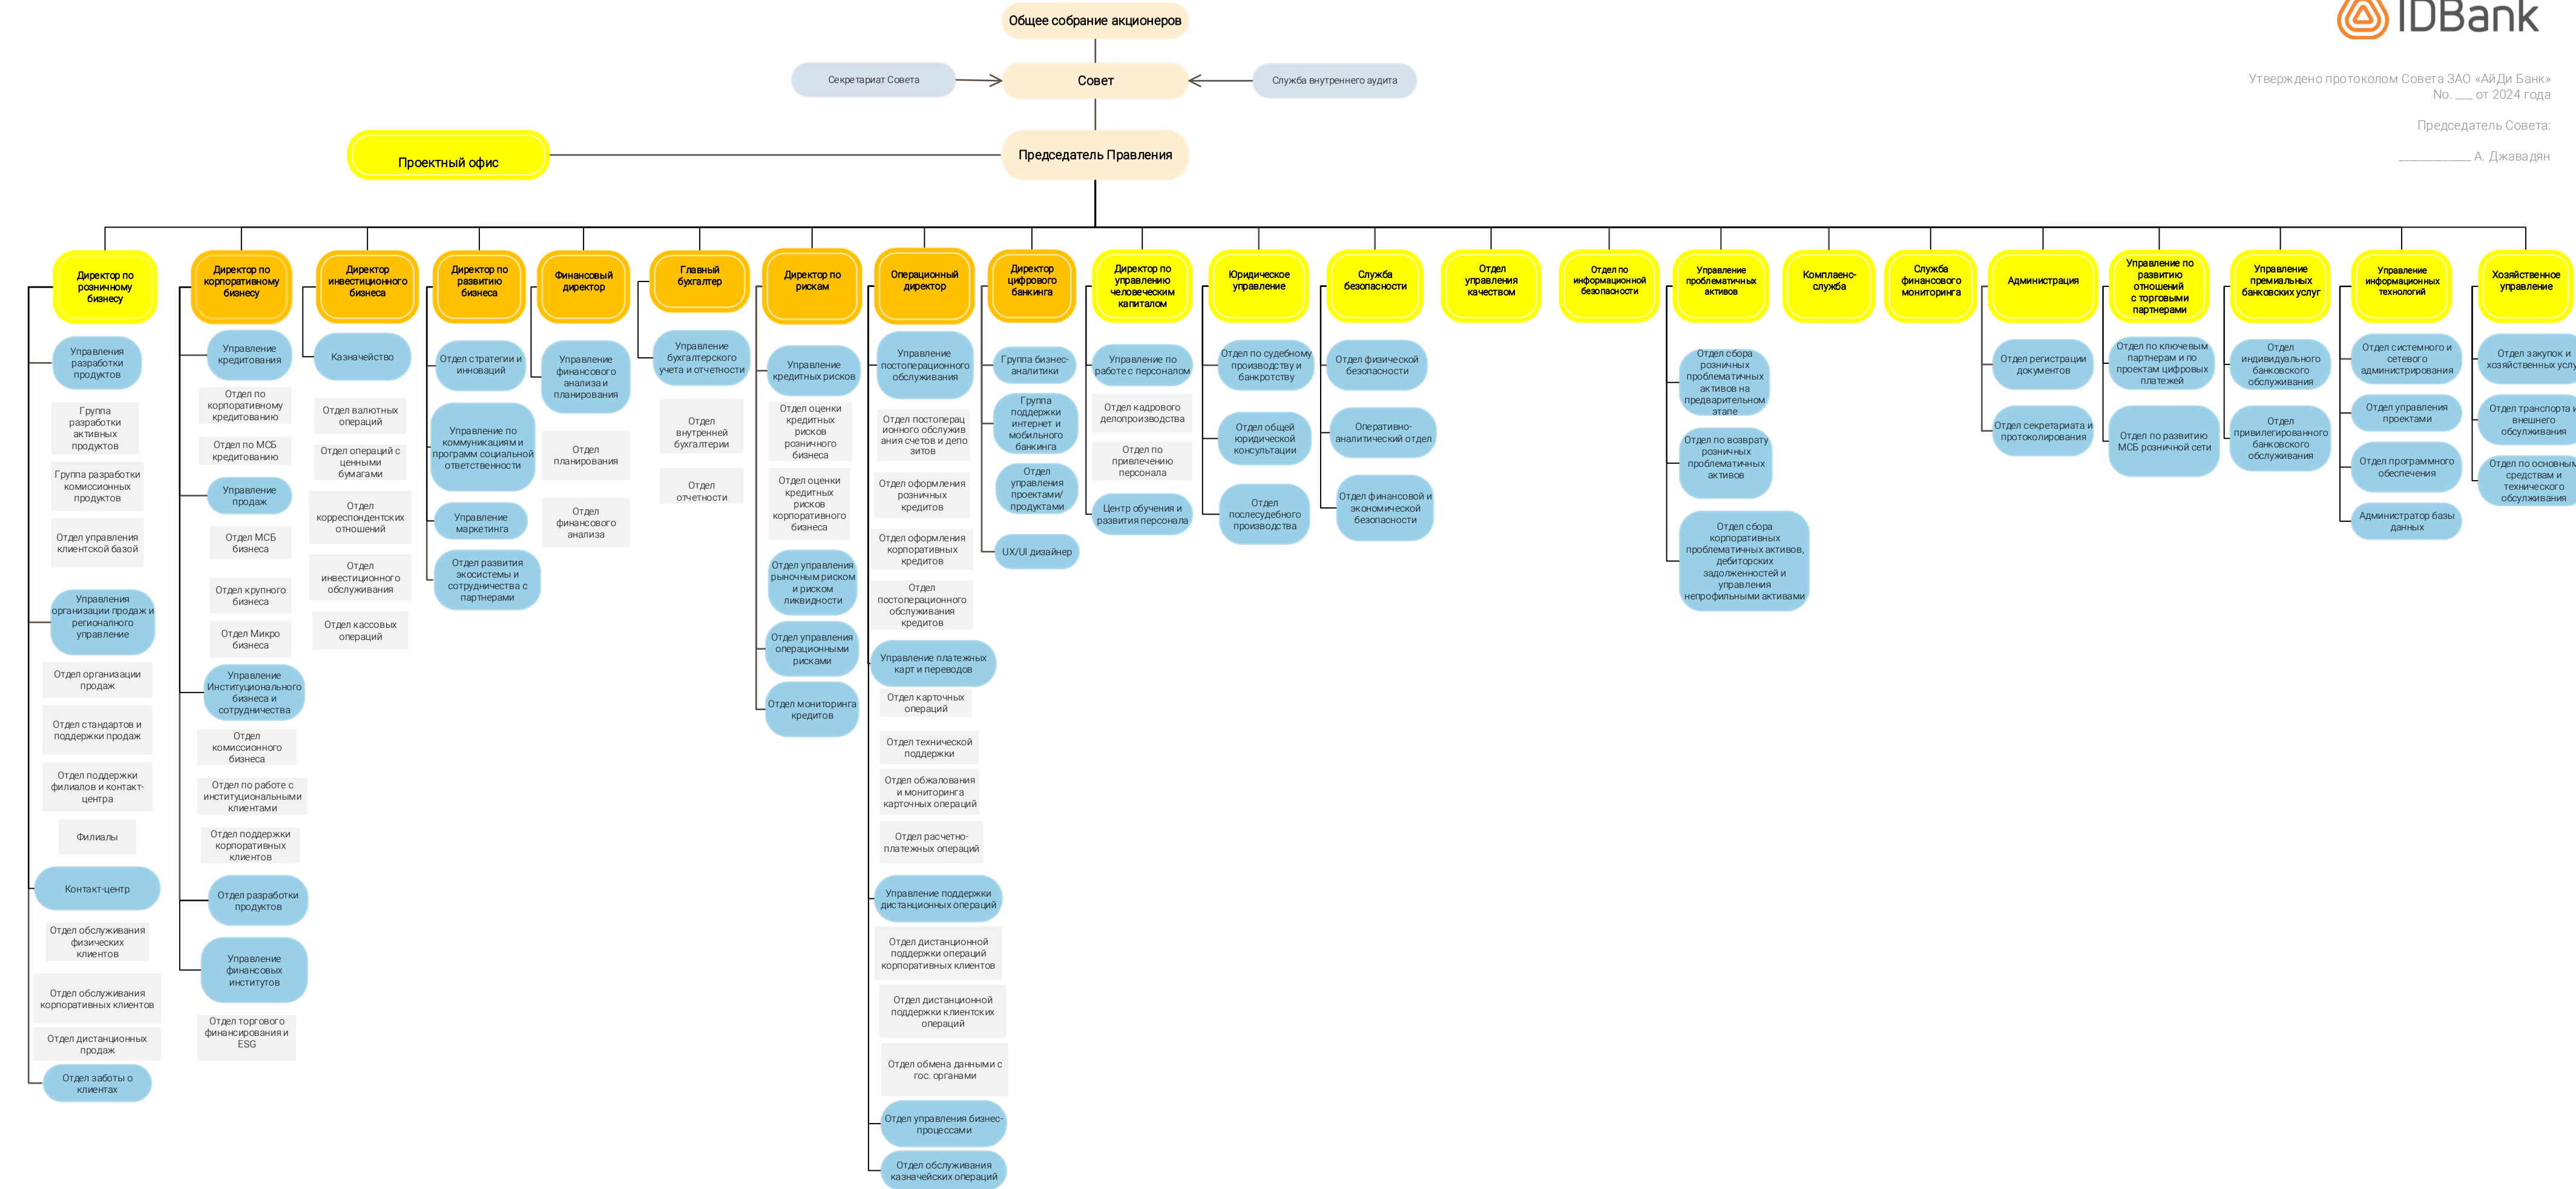 Общее собрание акционеров
IDBank
Секретариат Совета
Совет
Служба внутреннего аудита
Утверждено протоколом Совета ЗАО «АйДи Банк»
No. ___ от 2024 года
Председатель Совета:
___________ А. Джавадян
Проектный офис
Председатель Правления
Директор по
розничному
бизнесу
Управления
разработки
продуктов
Группа
разработки
активных
продуктов
Группа разработки
комиссионных
продуктов
Отдел управления
клиентской базой
Управления
организации продаж и
регионалного
управление
Отдел организации
продаж
Отдел стандартов и
поддержки продаж
Отдел поддержки
филиалов и контакт-
центра
Филиалы
Контакт-центр
Отдел обслуживания
физических
клиентов
Отдел обслуживания
корпоративных клиентов
Отдел дистанционных
продаж
Отдел заботы о
клиентах
Директор по
корпоративному
бизнесу
Управление
кредитования
Отдел по
корпоративному
кредитованию
Отдел по МСБ
кредитованию
Управление
продаж
Отдел МСБ
бизнеса
Отдел крупного
бизнеса
Отдел Микро
бизнеса
Управление
Институционального
бизнеса и
сотрудничества
Отдел
комиссионного
бизнеса
Отдел по работе с
институциональными
клиентами
Отдел поддержки
корпоративных
клиентов
Отдел разработки
продуктов
Управление
финансовых
институтов
Отдел торгового
финансирования и
ESG
Директор
инвестиционного
бизнеса
Казначейство
Отдел валютных
операций
Отдел операций с
ценными
бумагами
Отдел
корреспондентских
отношений
Отдел
инвестиционного
обслуживания
Отдел кассовых
операций
Директор по
развитию
бизнеса
Отдел стратегии и
инноваций
Управление по
коммуникациям и
программ социальной
ответственности
Управление
маркетинга
Отдел развития
экосистемы и
сотрудничества с
партнерами
Финансовый
директор
Управление
финансового
анализа и
планирования
Отдел
планирования
Отдел
финансового
анализа
Главный
бухгалтер
Управление
бухгалтерского
учета и отчетности
Отдел
внутренней
бухгалтерии
Отдел
отчетности
Директор по
рискам
Управление
кредитных рисков
Отдел оценки
кредитных
рисков
розничного
бизнеса
Отдел оценки
кредитных
рисков
корпоративного
бизнеса
Отдел управления
рыночным риском
и риском
ликвидности
Отдел управления
операционными
рисками
Отдел мониторинга
кредитов
Операционный
директор
Управление
постоперационного
обслуживания
Отдел постоперац
ионного обслужив
ания счетов и депо
зитов
Отдел оформления
розничных
кредитов
Отдел оформления
корпоративных
кредитов
Отдел
постоперационного
обслуживания
кредитов
Управление платежных
карт и переводов
Отдел карточных
операций
Отдел технической
поддержки
Отдел обжалования
и мониторинга
карточных операций
Отдел расчетно-
платежных операций
Управление поддержки
дистанционных операций
Отдел дистанционной
поддержки операций
корпоративных клиентов
Отдел дистанционной
поддержки клиентских
операций
Отдел обмена данными с
гос. органами
Отдел управления бизнес-
процессами
Отдел обслуживания
казначейских операций
Директор
цифрового
банкинга
Группа бизнес-
аналитики
Группа
поддержки
интернет и
мобильного
банкинга
Отдел
управления
проектами/
продуктами
UX/UI дизайнер
Директор по
управлению
человеческим
капиталом
Управление по
работе с персоналом
Отдел кадрового
делопроизводства
Отдел по
привлечению
персонала
Центр обучения и
развития персонала
Юридическое
управление
Отдел по судебному
производству и
банкротству
Отдел общей
юридической
консультации
Отдел
послесудебного
производства
Служба
безопасности
Отдел физической
безопасности
Оперативно-
аналитический отдел
Отдел финансовой и
экономической
безопасности
Отдел
управления
качеством
Отдел по
информационной
безопасности
Управление
проблематичных
активов
Отдел сбора
розничных
проблематичных
активов на
предварительном
этапе
Отдел по возврату
розничных
проблематичных
активов
Отдел сбора
корпоративных
проблематичных активов,
дебиторских
задолженностей и
управления
непрофильными активами
Комплаенс-
служба
Служба
финансового
мониторинга
Администрация
Отдел регистрации
документов
Отдел секретариата и
протоколирования
Управление по
развитию
отношений
с торговыми
партнерами
Отдел по ключевым
партнерам и по
проектам цифровых
платежей
Отдел по развитию
МСБ розничной сети
Управление
премиальных
банковских услуг
Отдел
индивидуального
банковского
обслуживания
Отдел
привилегированного
банковского
обслуживания
Управление
информационных
технологий
Отдел системного и
сетевого
администрирования
Отдел управления
проектами
Отдел программного
обеспечения
Администратор базы
данных
Хозяйственное
управление
Отдел закупок и
хозяйственных услу
Отдел транспорта и
внешнего
обсулживания
Отдел по основным
средствам и
технического
обсулживания